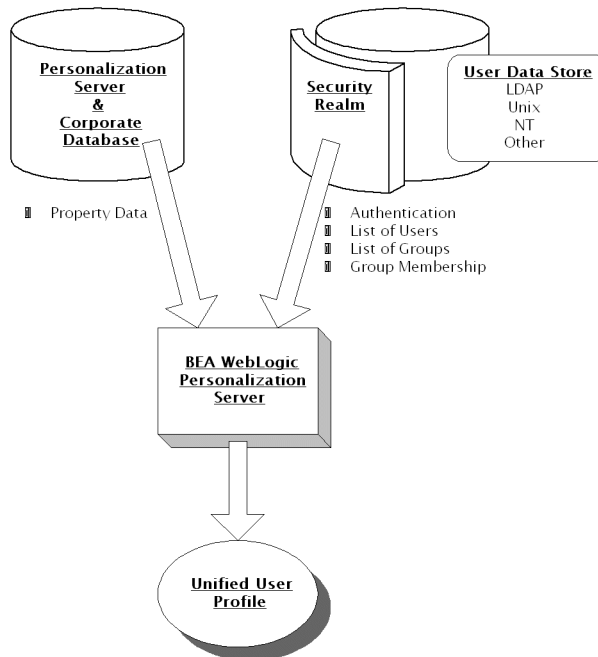 Personalization
Server
&
Corporate
Database
Security
Realm
User Data Store
LDAP
Unix
NT
Other
Property Data
Authentication
List of Users
List of Groups
Group Membership
BEA WebLogic
Personalization
Server
Unified User
Profile